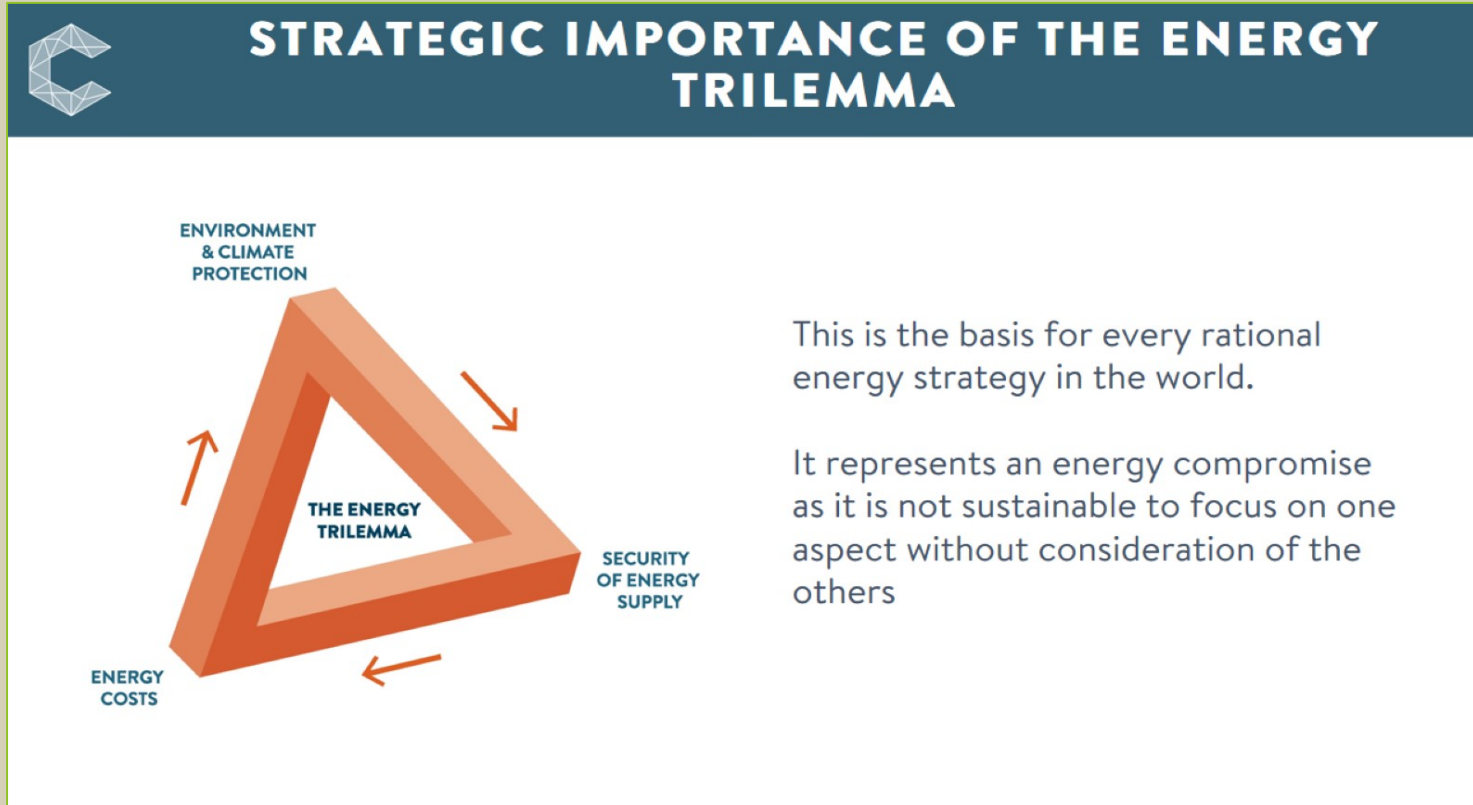 STRATEGIC IMPORTANCE OF THE ENERGY
TRILEMMA
ENVIRONMENT
& CLIMATE
PROTECTION
THE ENERGY
TRILEMMA
SECURITY
OF ENERGY
SUPPLY
ENERGY
COSTS
This is the basis for every rational
energy strategy in the world.
It represents an energy compromise
as it is not sustainable to focus on one
aspect without consideration of the
others